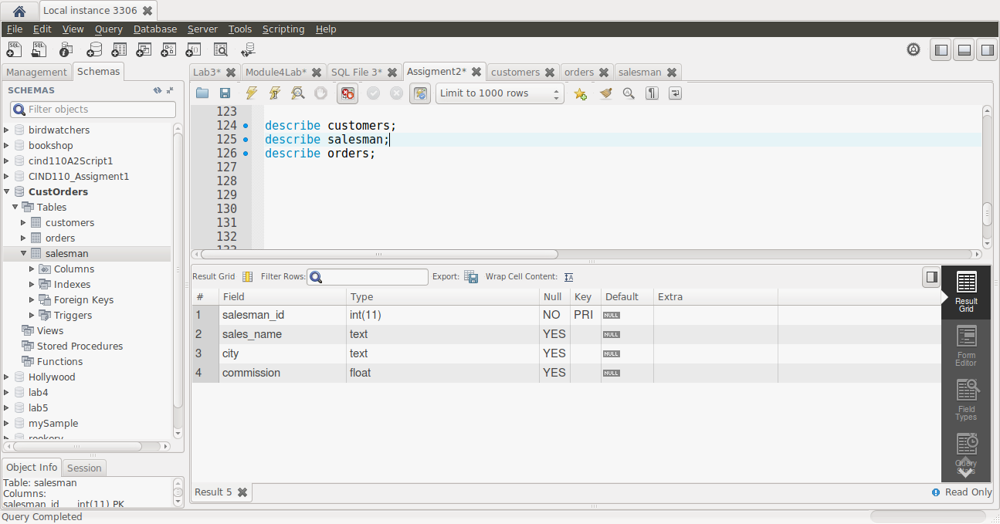 Local instance 3306
File Edit View Query Database Server Tools Scripting Help
Management Schemas
Lab3* Module4Lab* SQL File 3* Assigment2* customers orders salesman
SCHEMAS
Filter objects
birdwatchers
bookshop
cind110A2Script1
CIND110_Assigment1
CustOrders
Tables
customers
orders
salesman
Columns
Indexes
Foreign Keys
Triggers
Views
Stored Procedures
Functions
Hollywood
lab4
lab5
mySample
rookery
Object Info Session
Table: salesman
Columns:
salesman_id int(11) PK
Limit to 1000 rows
123
124 describe customers;
125 describe salesman;
126 describe orders;
127
128
129
130
131
132
133
Result Grid Filter Rows: Export: Wrap Cell Content:
# Field Type Null Key Default Extra
1 salesman_id int(11) NO PRI NULL
2 sales_name text YES NULL
3 city text YES NULL
4 commission float YES NULL
Result
Grid
Form
Editor
Field
Types
Query
Stats
Result 5
Read Only
Query Completed